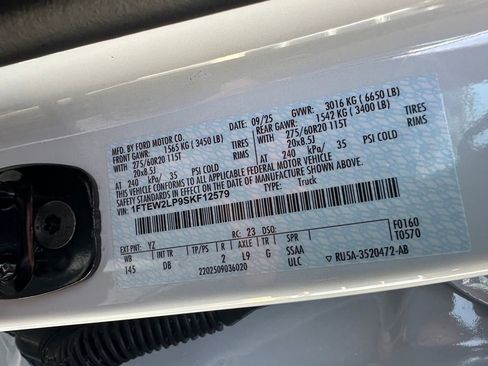 MFD. BY FORD MOTOR CO.
DATE: 09/25 GVWR: 3016 KG ( 6650 LB)
FRONT GAWR: 1565 KG ( 3450 LB)
REAR GAWR: 1542 KG ( 3400 LB)
275/60R20 115T TIRES
275/60R20 115T TIRES
20x8.5J RIMS
20x8.5J RIMS
AT 240 kPa/ 35 PSI COLD
AT 240 kPa/ 35 PSI COLD
THIS VEHICLE CONFORMS TO ALL APPLICABLE FEDERAL MOTOR VEHICLE
SAFETY STANDARDS IN EFFECT ON THE DATE OF MANUFACTURE SHOWN ABOVE.
VIN: 1FTEW2LP9SKF12579
TYPE: Truck
F0160
T0570
EXT PNT: YZ RC: 23 DSO:
WB INT TR TP/PS R AXLE TR SPR
145 DB 2 L9 G SSAA
2202509036020 ULC
RU5A-3520472-AB